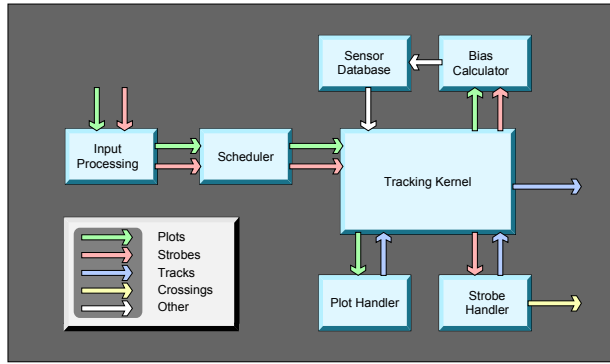 Sensor
Database
Bias
Calculator
Input
Processing
Scheduler
Tracking Kernel
Plots
Strobes
Tracks
Crossings
Other
Plot Handler
Strobe
Handler